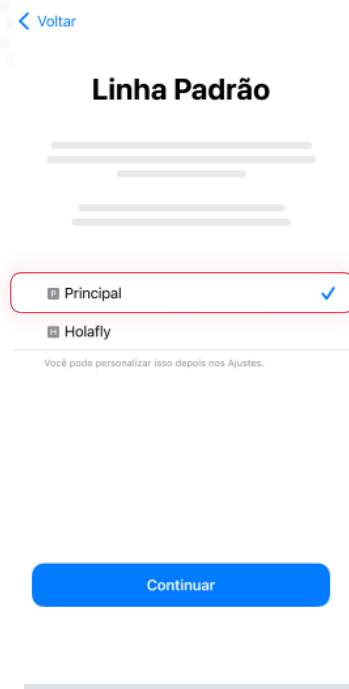 Voltar
Linha Padrão
P Principal
H Holafly
Você pode personalizar isso depois nos Ajustes.
Continuar